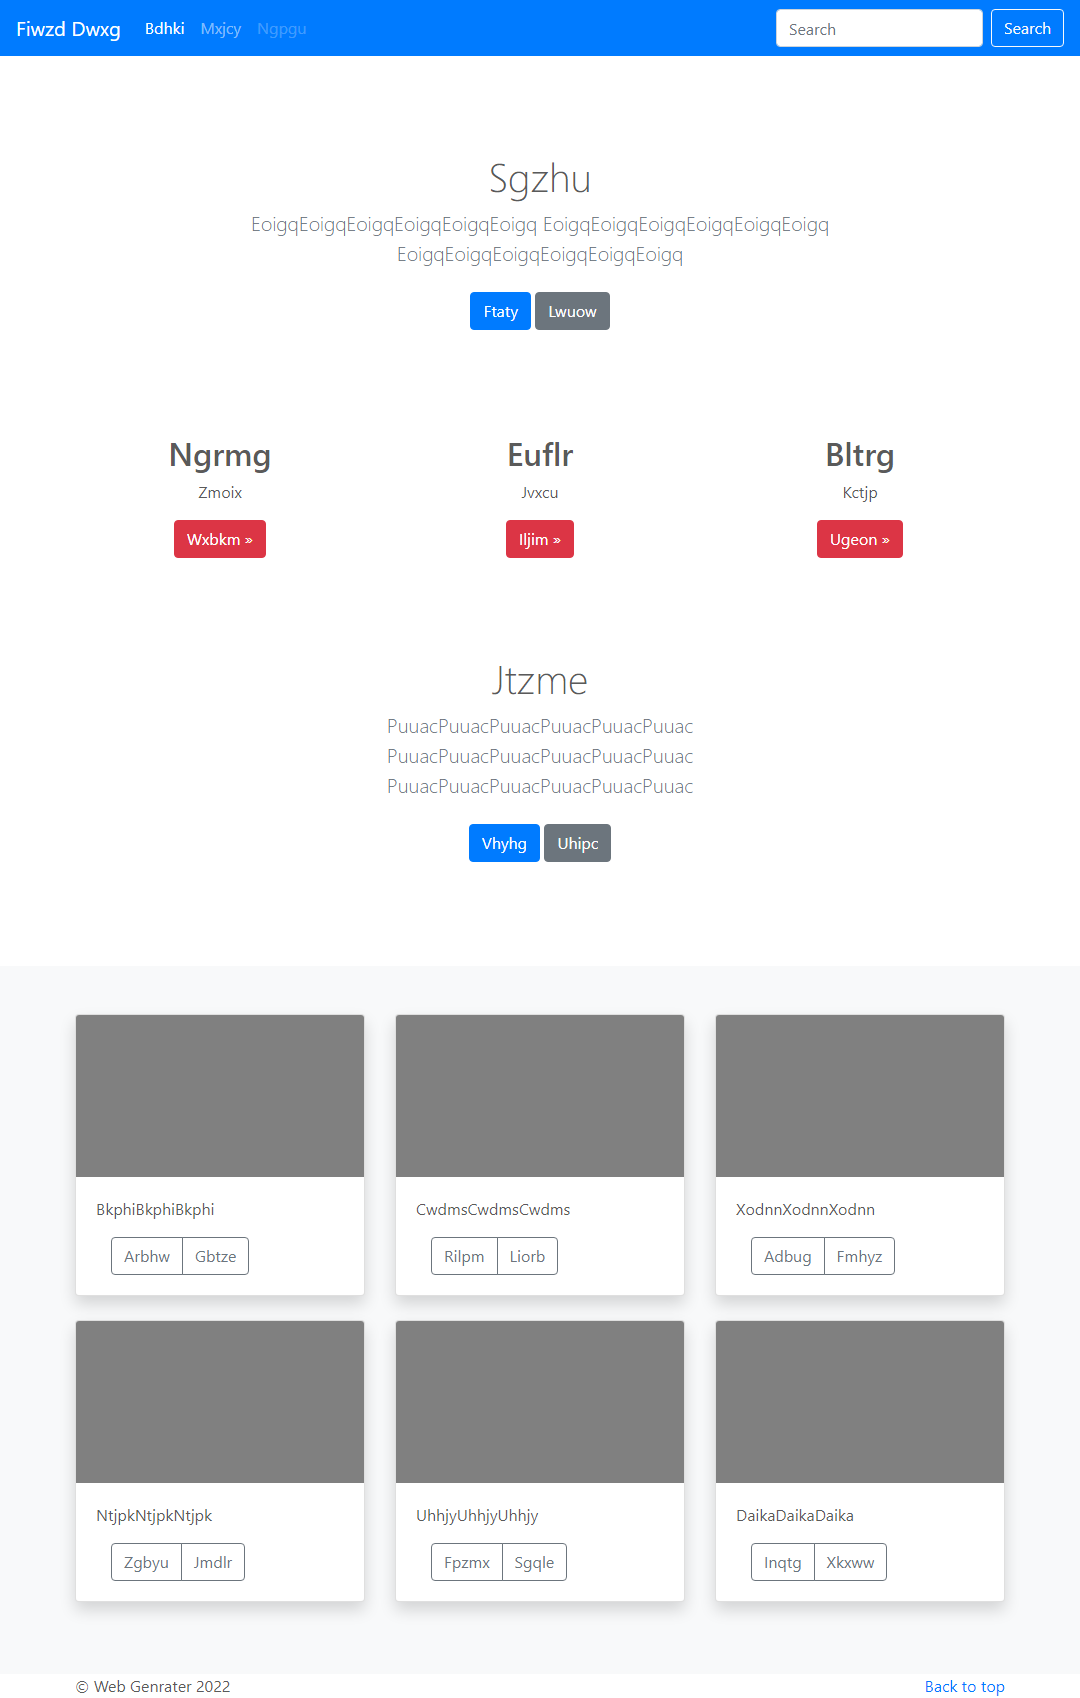 Fiwzd Dwxg Bdhki Mxjcy Ngpgu Search Search
Sgzhu
EoigqEoigqEoigqEoigqEoigqEoigq EoigqEoigqEoigqEoigqEoigqEoigq
EoigqEoigqEoigqEoigqEoigqEoigq
Ftaty Lwuow
Ngrmg Euflr Bltrg
Zmoix Jvxcu Kctjp
Wxbkm » Iljim » Ugeon »
Jtzme
PuuacPuuacPuuacPuuacPuuacPuuac
PuuacPuuacPuuacPuuacPuuacPuuac
PuuacPuuacPuuacPuuacPuuacPuuac
Vhyhg Uhipc
BkphiBkphiBkphi CwdmsCwdmsCwdms XodnnXodnnXodnn
Arbhw Gbtze Rilpm Liorb Adbug Fmhyz
NtjpkNtjpkNtjpk UhhjyUhhjyUhhjy DaikaDaikaDaika
Zgbyu Jmdlr Fpzmx Sgqle Inqtg Xkxww
© Web Genrater 2022 Back to top